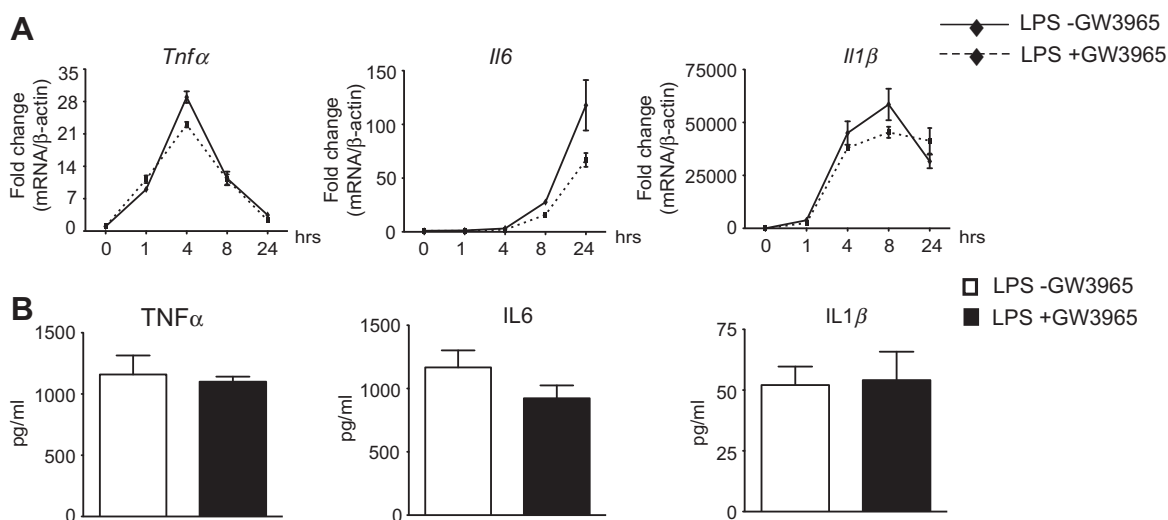 A
LPS -GW3965
LPS +GW3965
Tnfα
Fold change
(mRNA/β-actin)
35
28
21
14
7
0
0 1 4 8 24 hrs
Il6
Fold change
(mRNA/β-actin)
150
100
50
0
0 1 4 8 24
Il1β
Fold change
(mRNA/β-actin)
75000
50000
25000
0
0 1 4 8 24 hrs
B
LPS -GW3965
LPS +GW3965
TNFα
pg/ml
1500
1000
500
0
IL6
pg/ml
1500
1000
500
0
IL1β
pg/ml
75
50
25
0